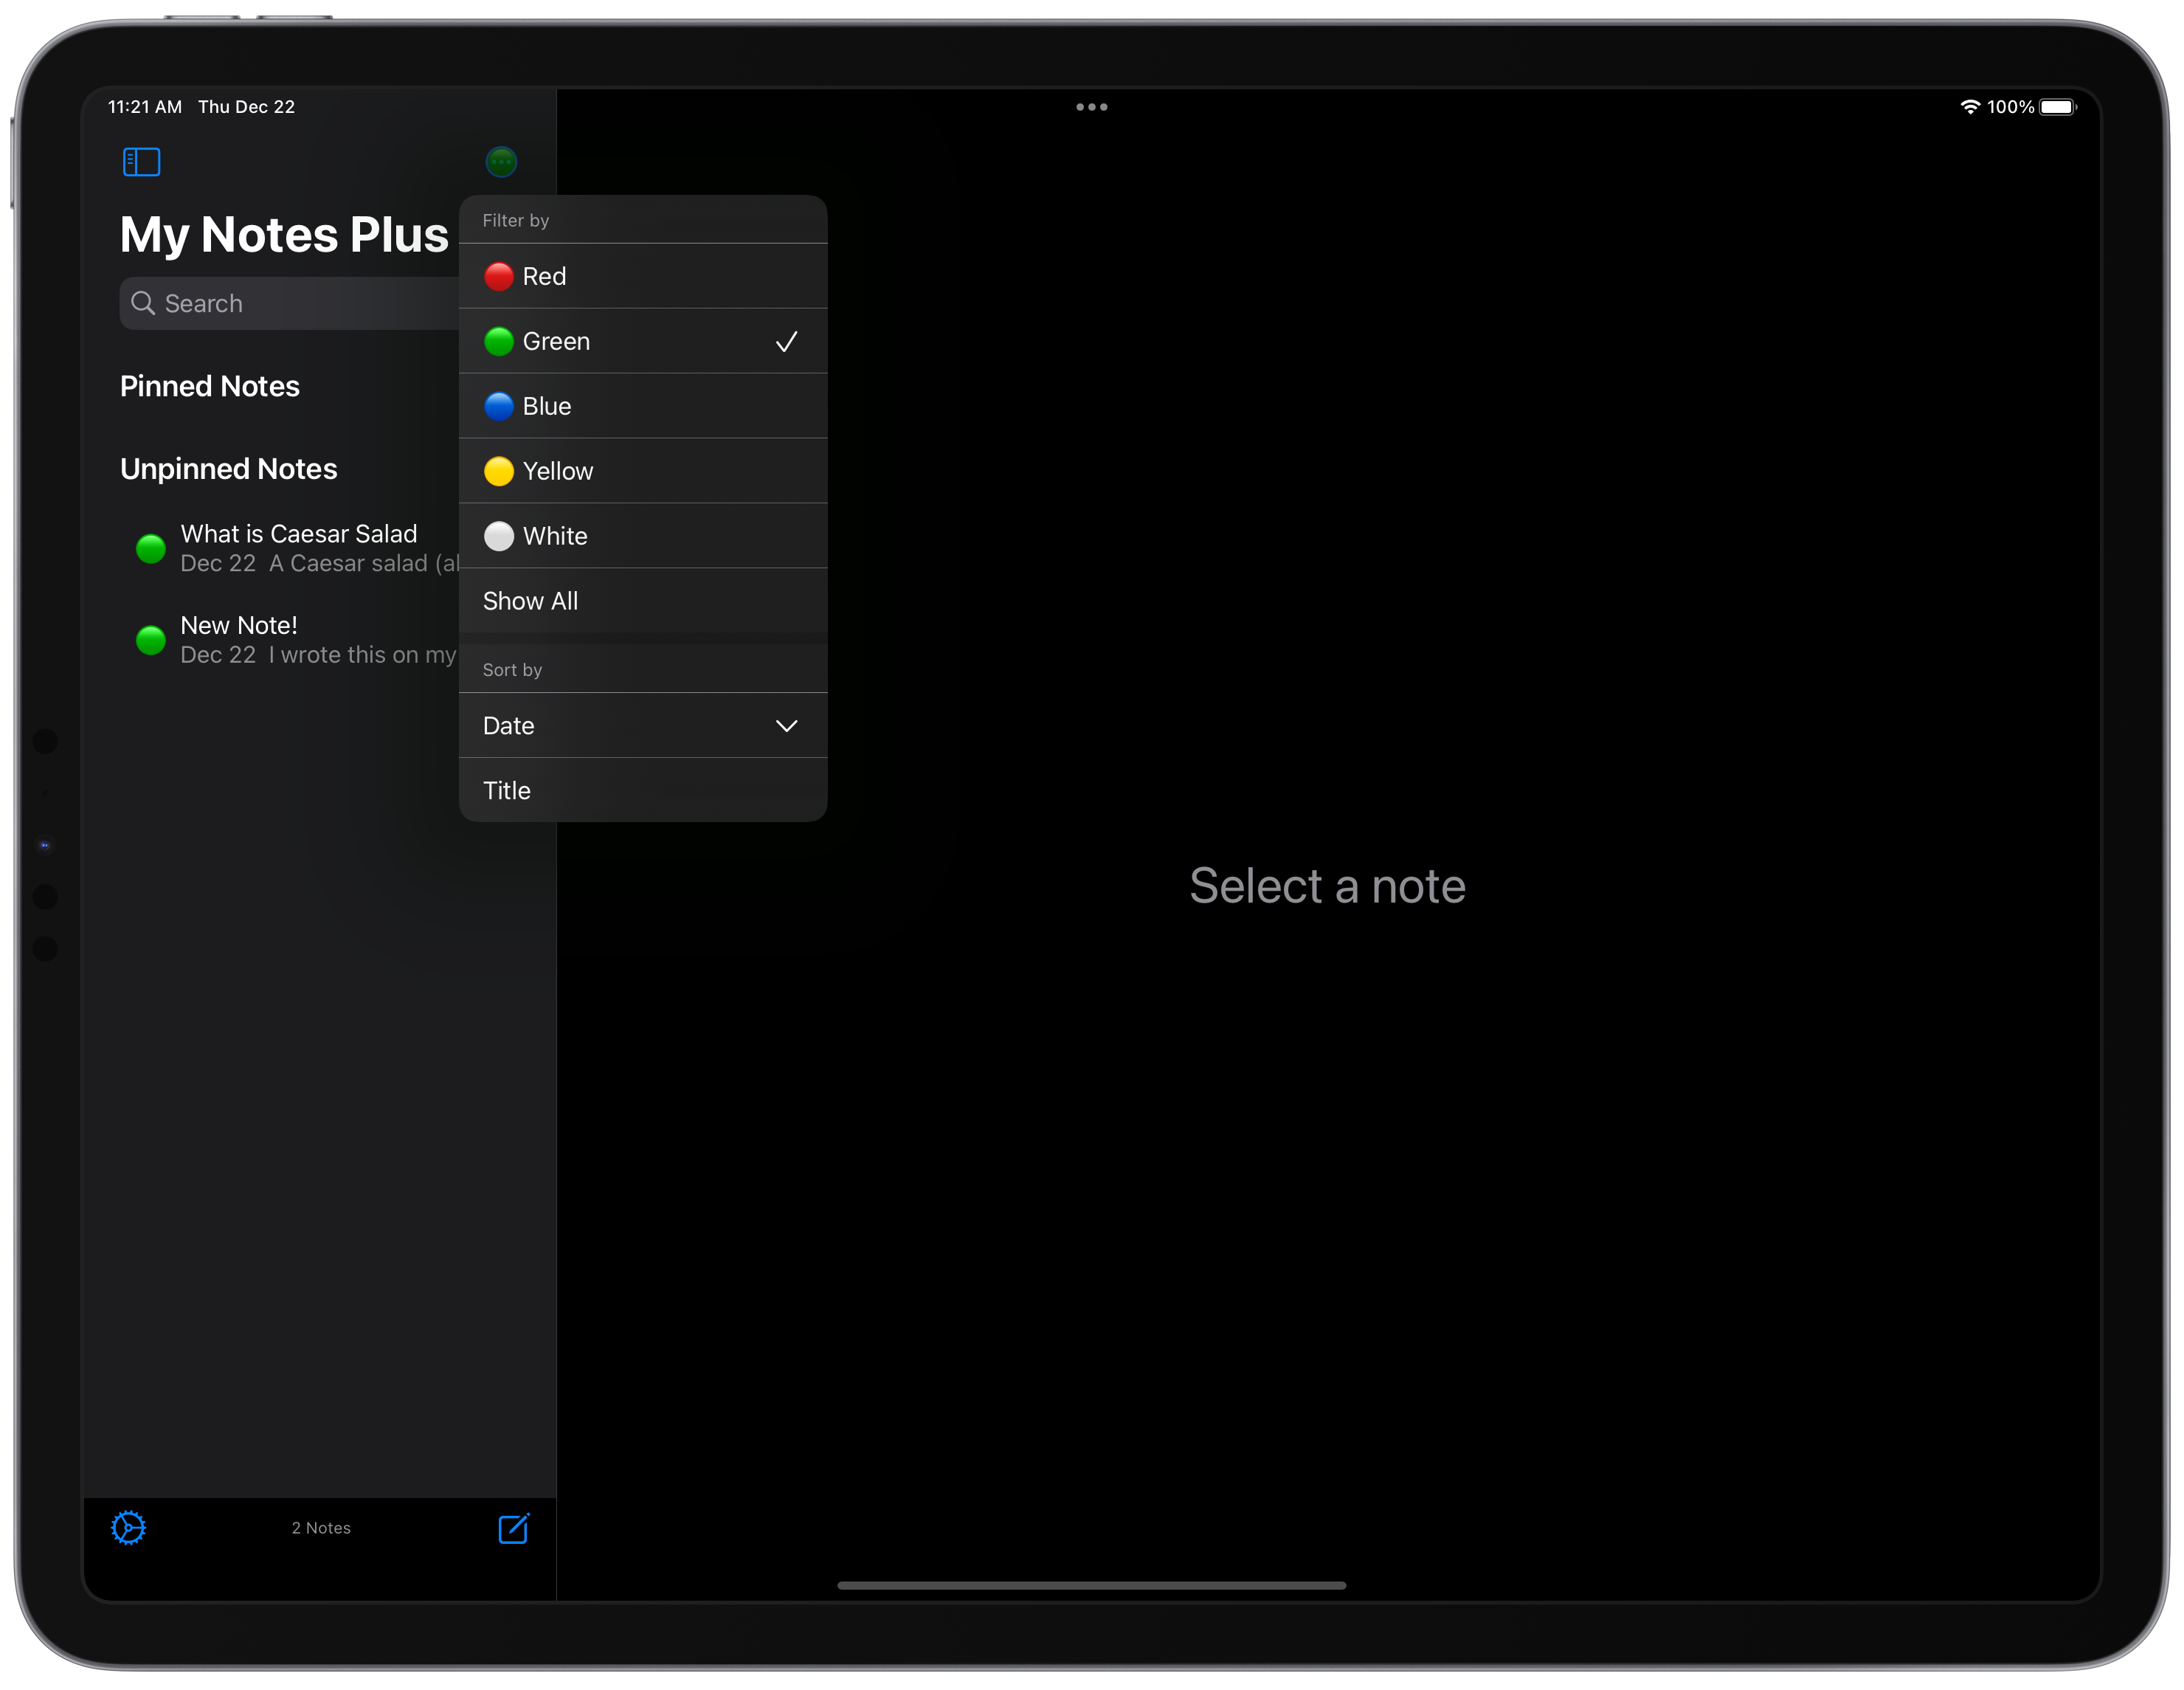 11:21 AM Thu Dec 22
100%
My Notes Plus
Search
Pinned Notes
Unpinned Notes
What is Caesar Salad
Dec 22 A Caesar salad (al
New Note!
Dec 22 I wrote this on my
2 Notes
Filter by
Red
Green
Blue
Yellow
White
Show All
Sort by
Date
Title
Select a note